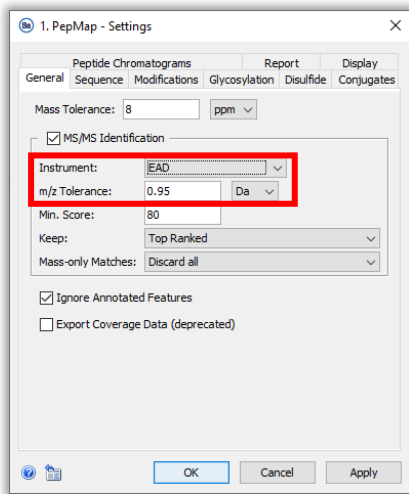 1. PepMap - Settings
Peptide Chromatograms Report Display
General Sequence Modifications Glycosylation Disulfide Conjugates
Mass Tolerance: 8 ppm
MS/MS Identification
Instrument: EAD
m/z Tolerance: 0.95 Da
Min. Score: 80
Keep: Top Ranked
Mass-only Matches: Discard all
Ignore Annotated Features
Export Coverage Data (deprecated)
OK Cancel Apply